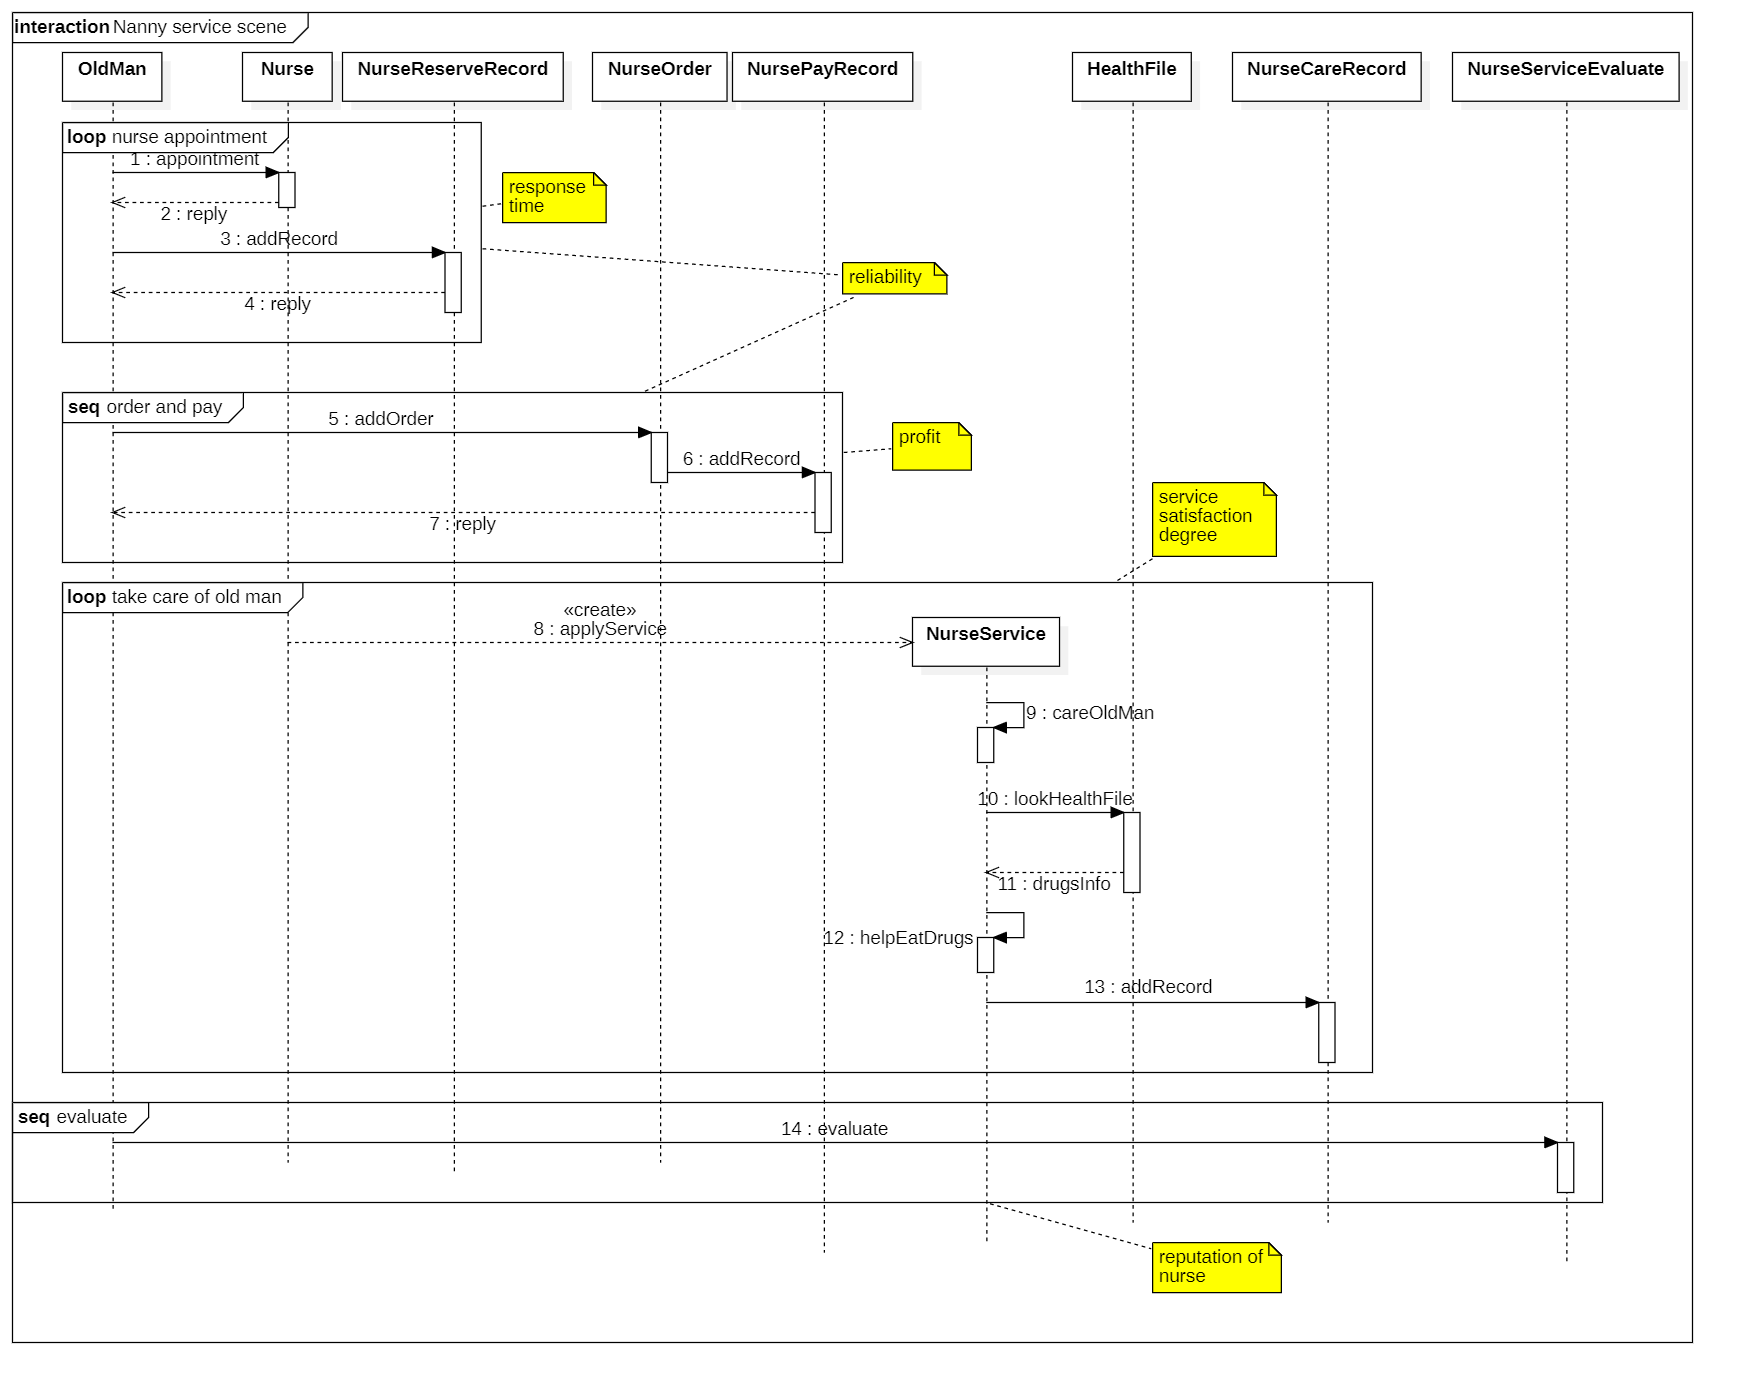 interaction Nanny service scene
OldMan
Nurse
NurseReserveRecord
NurseOrder
NursePayRecord
HealthFile
NurseCareRecord
NurseServiceEvaluate
loop nurse appointment
1 : appointment
response
time
2 : reply
3 : addRecord
reliability
4 : reply
seq order and pay
5 : addOrder
profit
6 : addRecord
service
satisfaction
degree
7 : reply
loop take care of old man
«create»
8 : applyService
NurseService
9 : careOldMan
10 : lookHealthFile
11 : drugsInfo
12 : helpEatDrugs
13 : addRecord
seq evaluate
14 : evaluate
reputation of
nurse